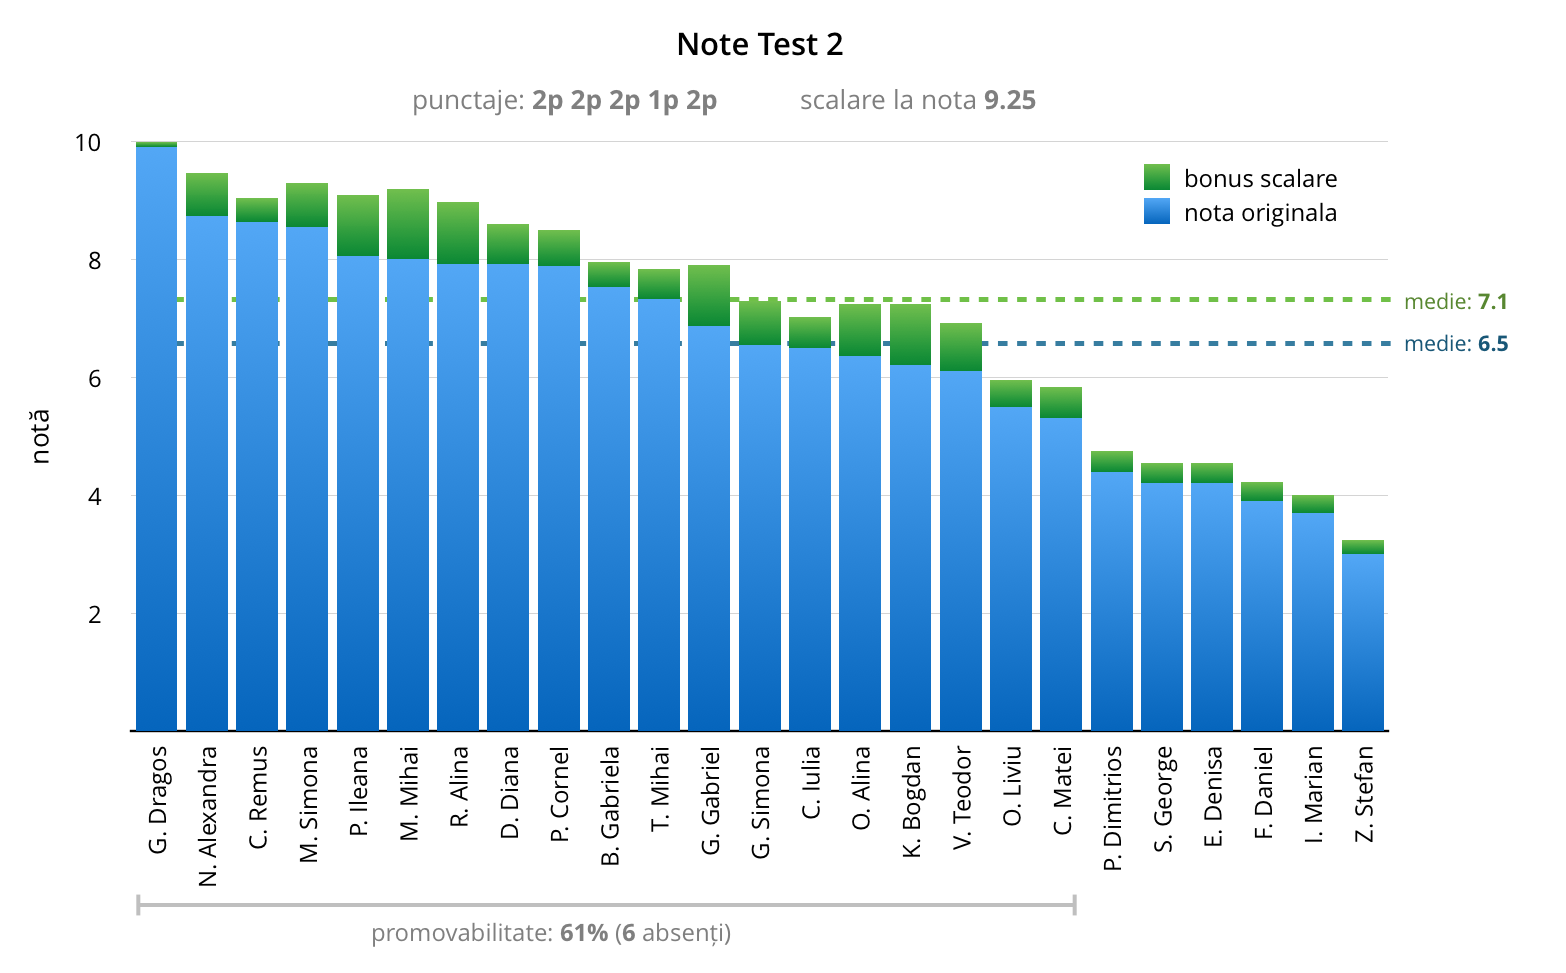 Note Test 2
punctaje: 2p 2p 2p 1p 2p
scalare la nota 9.25
10
8
6
4
2
notă
bonus scalare
nota originala
medie: 7.1
medie: 6.5
G. Dragos
N. Alexandra
C. Remus
M. Simona
P. Ileana
M. Mihai
R. Alina
D. Diana
P. Cornel
B. Gabriela
T. Mihai
G. Gabriel
G. Simona
C. Iulia
O. Alina
K. Bogdan
V. Teodor
O. Liviu
C. Matei
P. Dimitrios
S. George
E. Denisa
F. Daniel
I. Marian
Z. Stefan
promovabilitate: 61% (6 absenți)